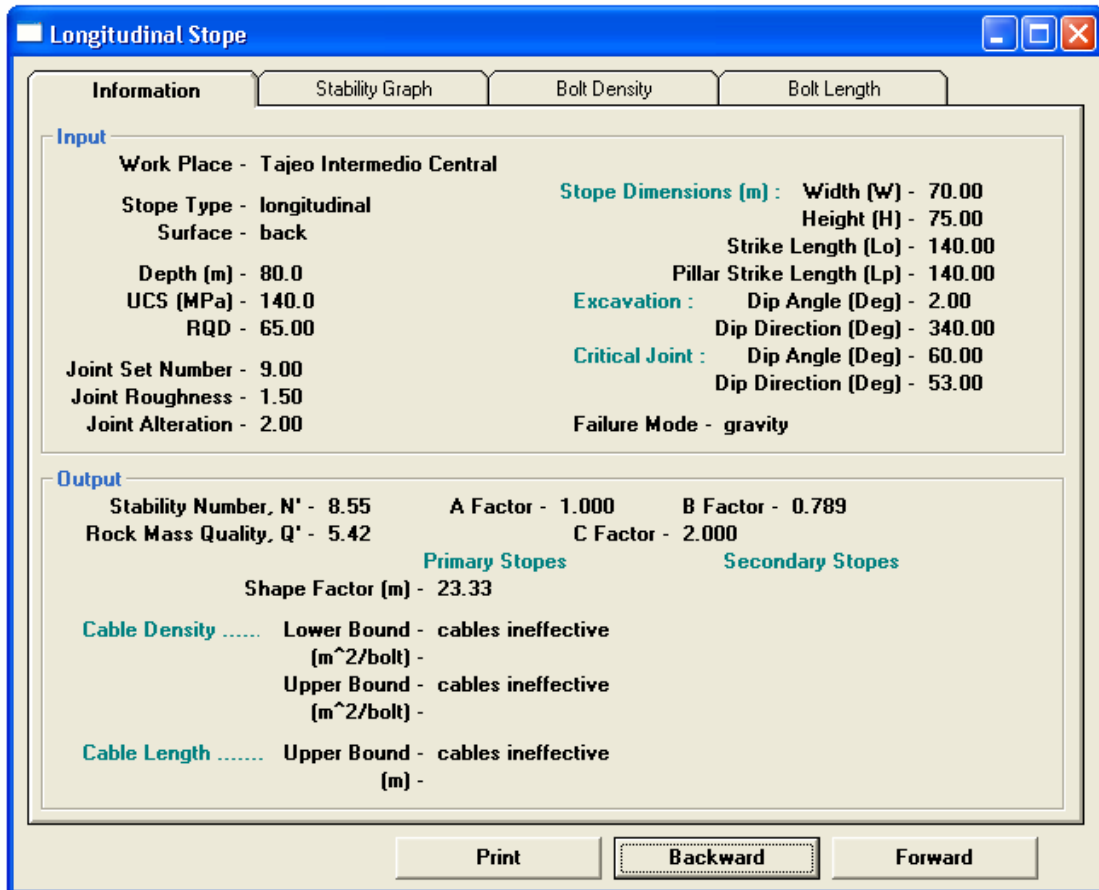 Longitudinal Stope
Information Stability Graph Bolt Density Bolt Length
Input
Work Place - Tajeo Intermedio Central
Stope Type - longitudinal
Surface - back
Depth (m) - 80.0
UCS (MPa) - 140.0
RQD - 65.00
Joint Set Number - 9.00
Joint Roughness - 1.50
Joint Alteration - 2.00
Stope Dimensions (m) : Width (W) - 70.00
Height (H) - 75.00
Strike Length (Lo) - 140.00
Pillar Strike Length (Lp) - 140.00
Excavation : Dip Angle (Deg) - 2.00
Dip Direction (Deg) - 340.00
Critical Joint : Dip Angle (Deg) - 60.00
Dip Direction (Deg) - 53.00
Failure Mode - gravity
Output
Stability Number, N' - 8.55 A Factor - 1.000 B Factor - 0.789
Rock Mass Quality, Q' - 5.42 C Factor - 2.000
Primary Stopes Secondary Stopes
Shape Factor (m) - 23.33
Cable Density ...... Lower Bound - cables ineffective
(m^2/bolt) -
Upper Bound - cables ineffective
(m^2/bolt) -
Cable Length ....... Upper Bound - cables ineffective
(m) -
Print Backward Forward